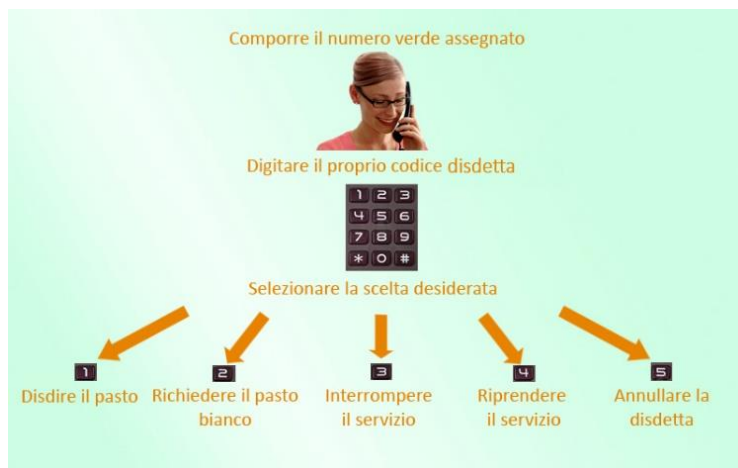 Comporre il numero verde assegnato
Digitare il proprio codice disdetta
1 2 3
4 5 6
7 8 9
* 0 #
Selezionare la scelta desiderata
1
Disdire il pasto
2
Richiedere il pasto
bianco
3
Interrompere
il servizio
4
Riprendere
il servizio
5
Annullare la
disdetta